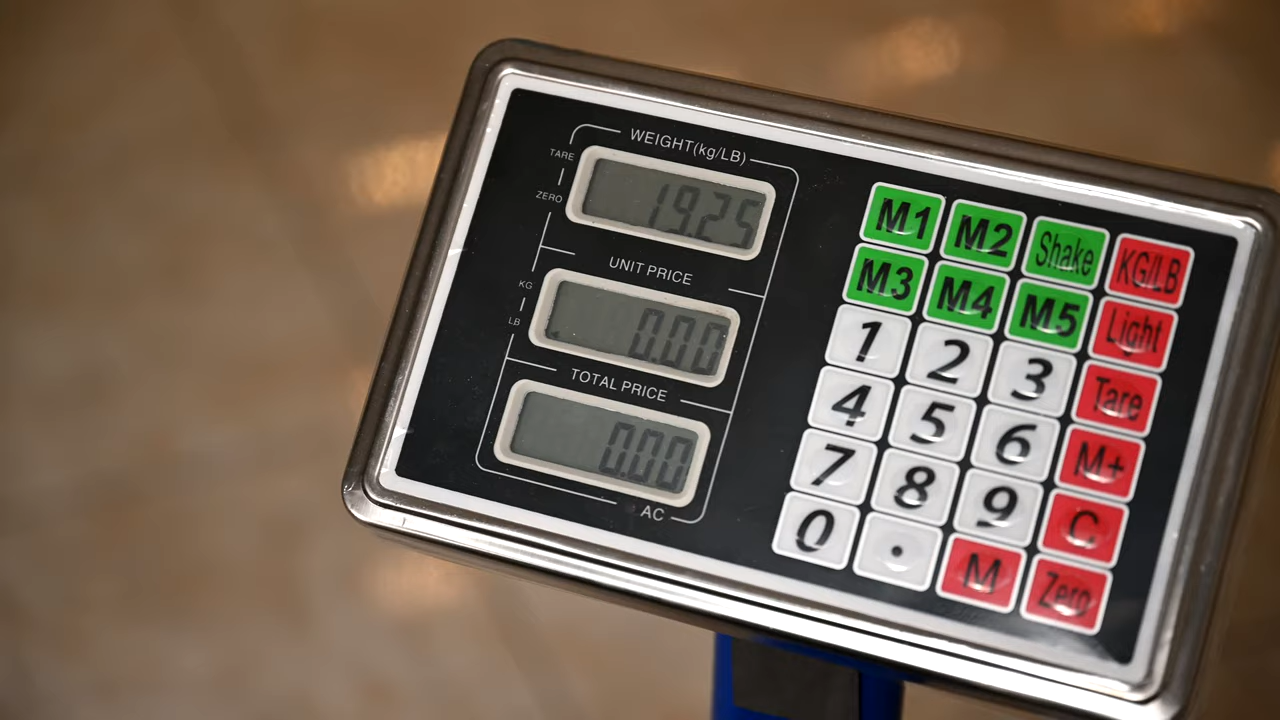 WEIGHT(kg/LB)
TARE
ZERO
19.25
UNIT PRICE
KG
LB
0.00
TOTAL PRICE
0.00
AC
M1 M2 Shake KG/LB
M3 M4 M5 Light
1 2 3 Tare
4 5 6 M+
7 8 9 C
0 . M Zero